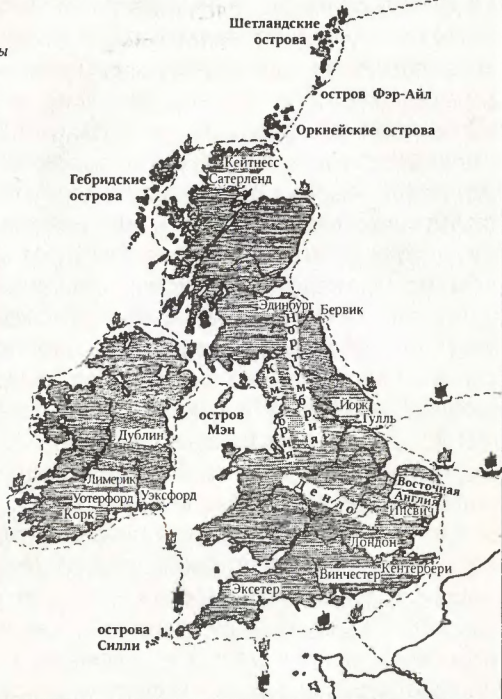 Шетландские
острова
ы
остров Фэр-Айл
Оркнейские острова
Кейтнесс
Гебридские
острова
Сатерленд
Эдинбург
Бервик
Нортумбрия
Камбрия
остров
Мэн
Йорк
Гулль
Дублин
Лимерик
Уотерфорд
Уэксфорд
Корк
Восточная
Англия
Денло
Ипсвич
Лондон
Винчестер
Кентербери
Эксетер
острова
Силли